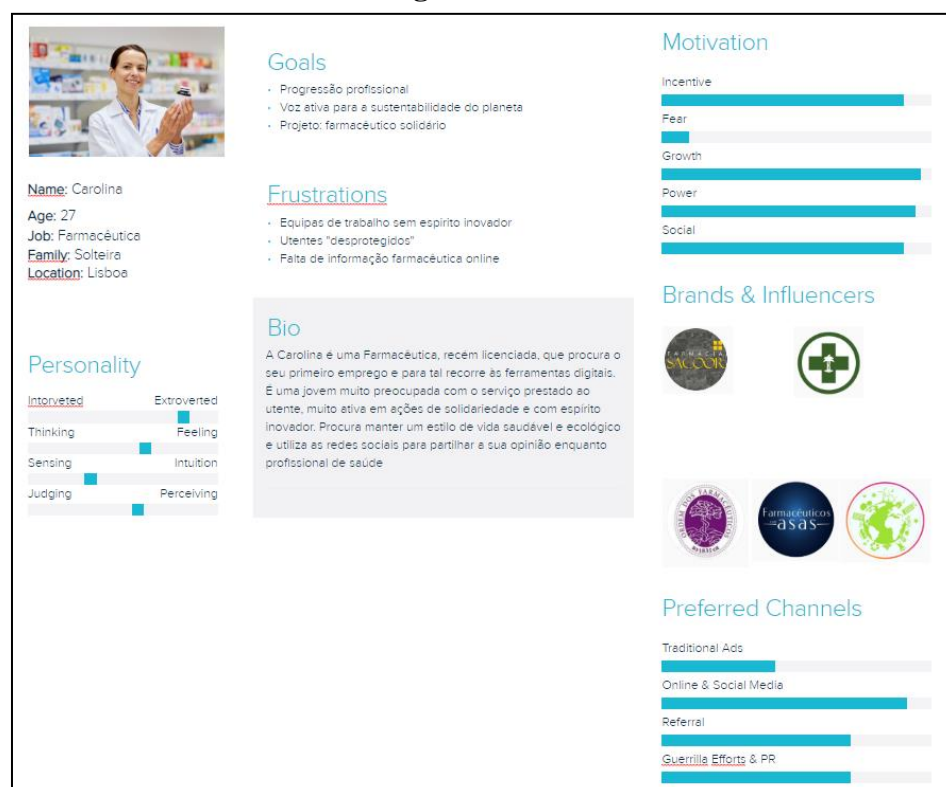 Name: Carolina
Age: 27
Job: Farmacêutica
Family: Solteira
Location: Lisboa
Personality
Intorveted Extroverted
Thinking Feeling
Sensing Intuition
Judging Perceiving
Goals
· Progressão profissional
· Voz ativa para a sustentabilidade do planeta
· Projeto: farmacêutico solidário
Frustrations
· Equipas de trabalho sem espirito inovador
· Utentes "desprotegidos"
· Falta de informação farmacêutica online
Bio
A Carolina é uma Farmacêutica, recém licenciada, que procura o
seu primeiro emprego e para tal recorre às ferramentas digitais.
É uma jovem muito preocupada com o serviço prestado ao
utente, muito ativa em ações de solidariedade e com espírito
inovador. Procura manter um estilo de vida saudável e ecológico
e utiliza as redes sociais para partilhar a sua opinião enquanto
profissional de saúde
Motivation
Incentive
Fear
Growth
Power
Social
Brands & Influencers
FARMÁCIA
SACOOR
ORDEM DOS FARMACÊUTICOS
Farmacêuticos
asas
Preferred Channels
Traditional Ads
Online & Social Media
Referral
Guerrilla Efforts & PR